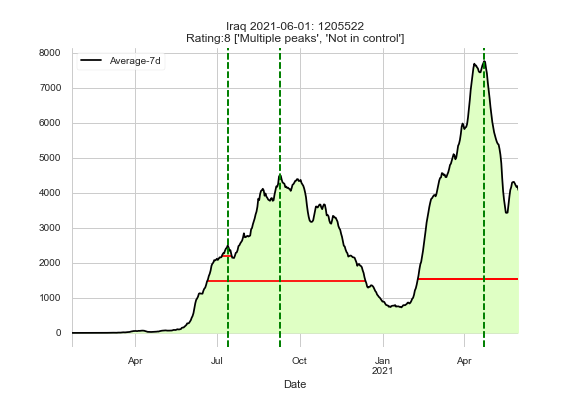 Iraq 2021-06-01: 1205522
Rating:8 ['Multiple peaks', 'Not in control']
Average-7d
8000
7000
6000
5000
4000
3000
2000
1000
0
Apr Jul Oct Jan Apr
2021
Date